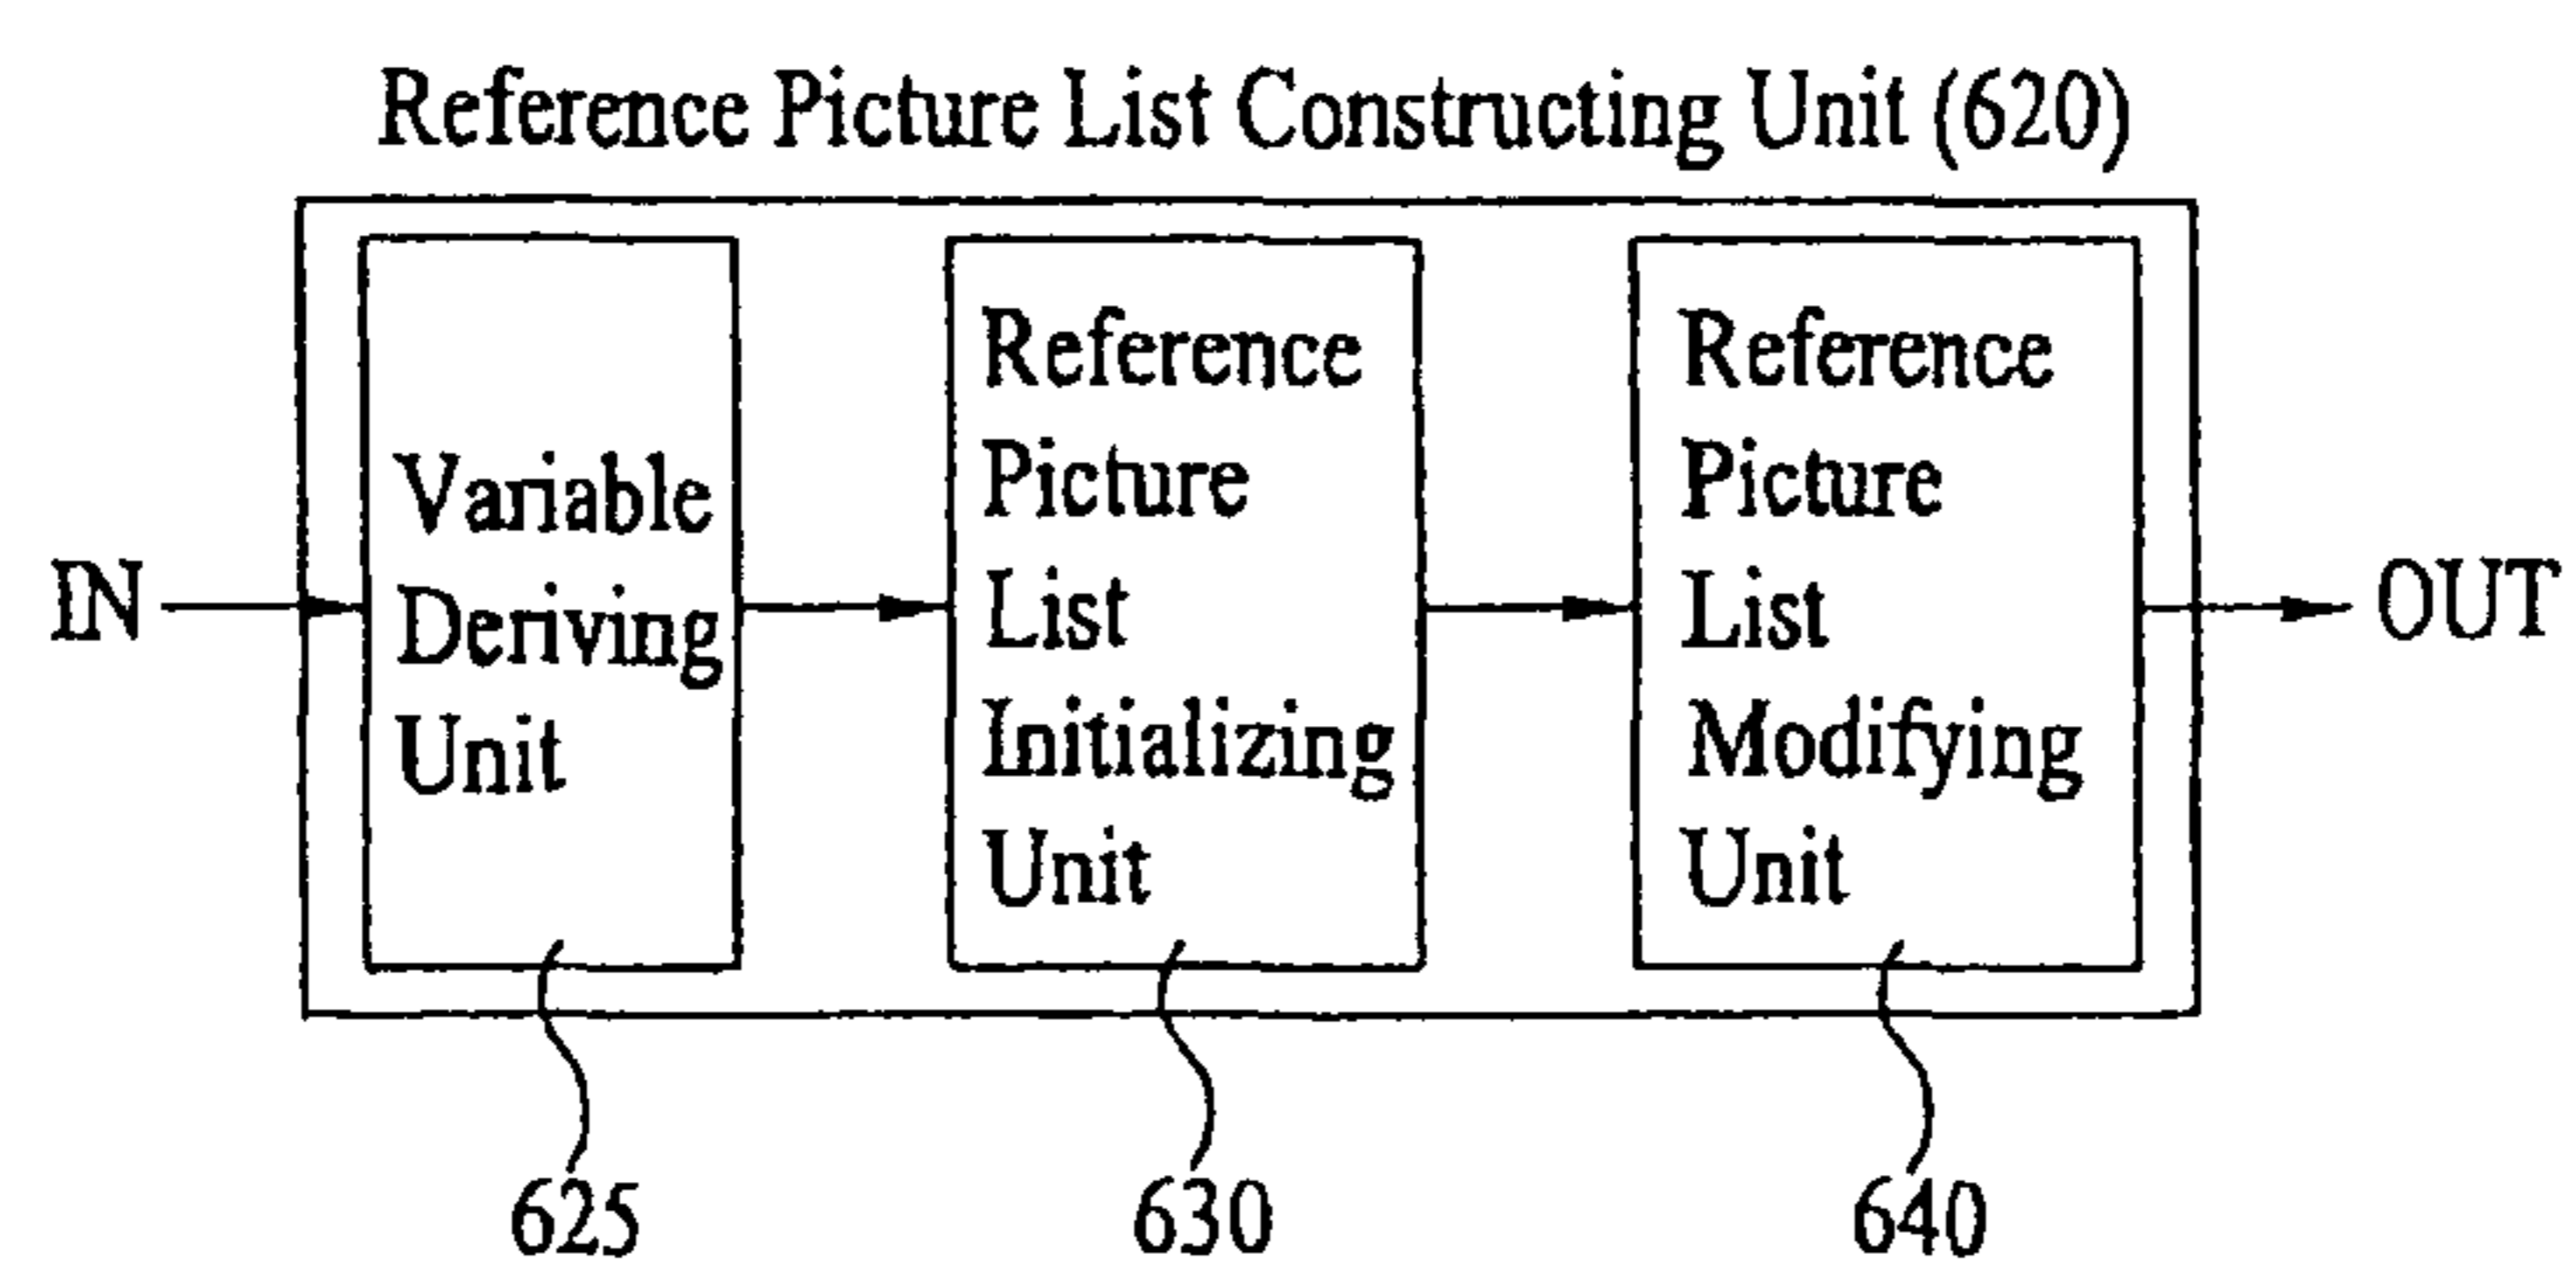 Reference Picture List Constructing Unit (620)
IN
Variable
Deriving
Unit
Reference
Picture
List
Initializing
Unit
Reference
Picture
List
Modifying
Unit
OUT
625
630
640